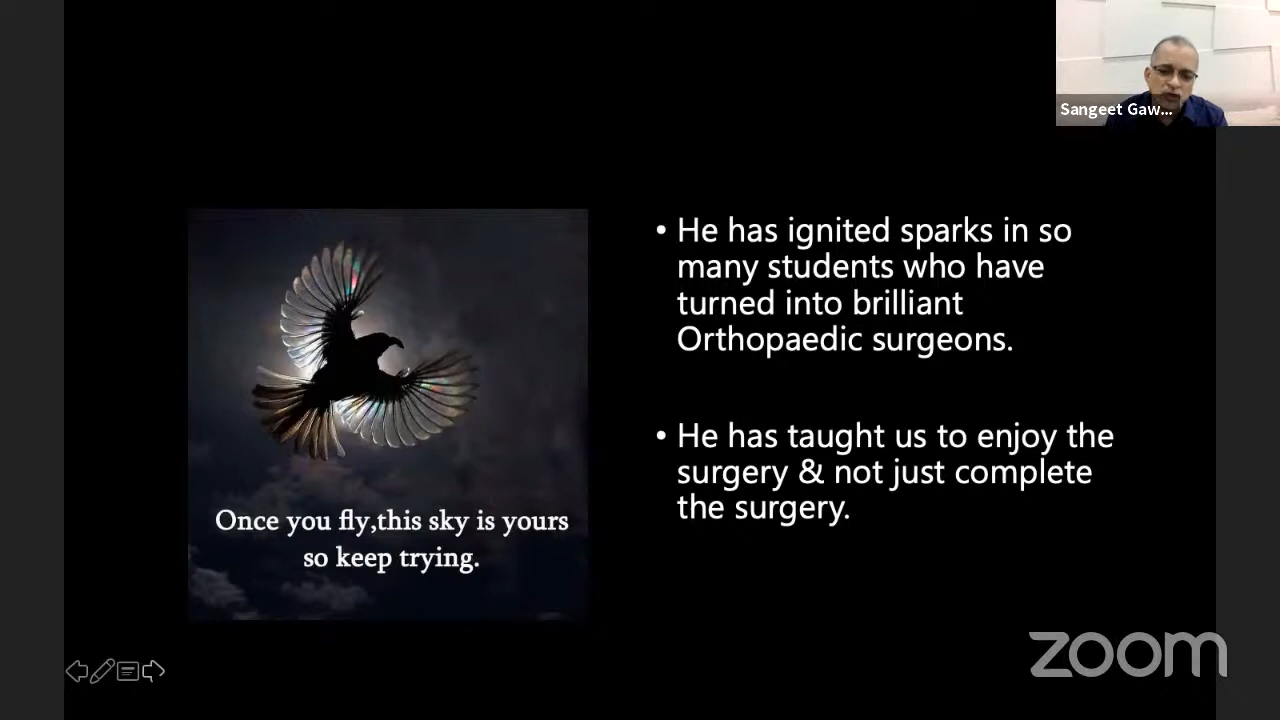 Sangeet Gaw...
• He has ignited sparks in so
many students who have
turned into brilliant
Orthopaedic surgeons.
• He has taught us to enjoy the
surgery & not just complete
the surgery.
Once you fly,this sky is yours
so keep trying.
zoom